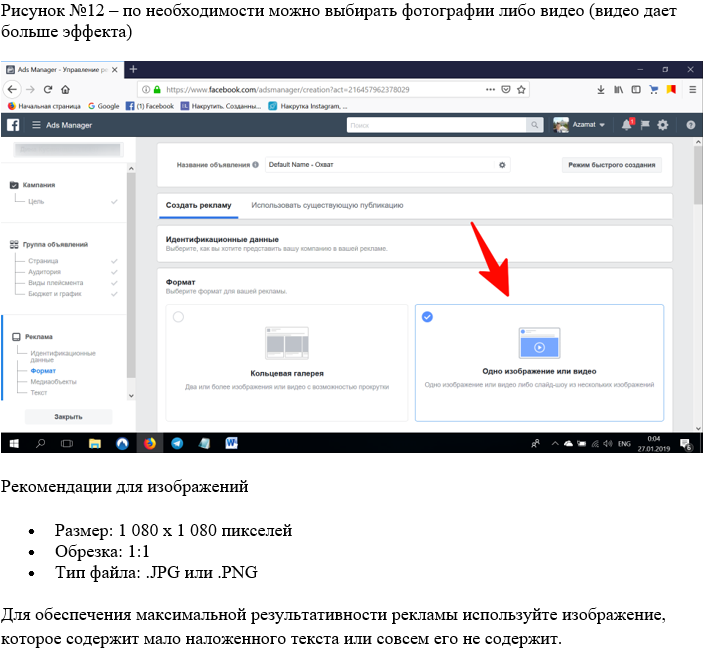 Рисунок №12 – по необходимости можно выбирать фотографии либо видео (видео дает
больше эффекта)
Ads Manager - Управление ре
https://www.facebook.com/adsmanager/creation?act=216457962378029
Начальная страница Google (1) Facebook Накрутить. Созданны... Накрутка Instagram, ...
Ads Manager Поиск Azamat 1
Название объявления Default Name - Охват Режим быстрого создания
Кампания
Цель
Группа объявлений
Страница
Аудитория
Виды плейсмента
Бюджет и график
Реклама
Идентификационные
данные
Формат
Медиаобъекты
Текст
Закрыть
Создать рекламу Использовать существующую публикацию
Идентификационные данные
Выберите, как вы хотите представить вашу компанию в вашей рекламе.
Формат
Выберите формат для вашей рекламы.
Кольцевая галерея
Два или более изображения или видео с возможностью прокрутки
Одно изображение или видео
Одно изображение или видео либо слайд-шоу из нескольких изображений
ENG 0:04
27.01.2019 6
Рекомендации для изображений
• Размер: 1 080 x 1 080 пикселей
• Обрезка: 1:1
• Тип файла: .JPG или .PNG
Для обеспечения максимальной результативности рекламы используйте изображение,
которое содержит мало наложенного текста или совсем его не содержит.